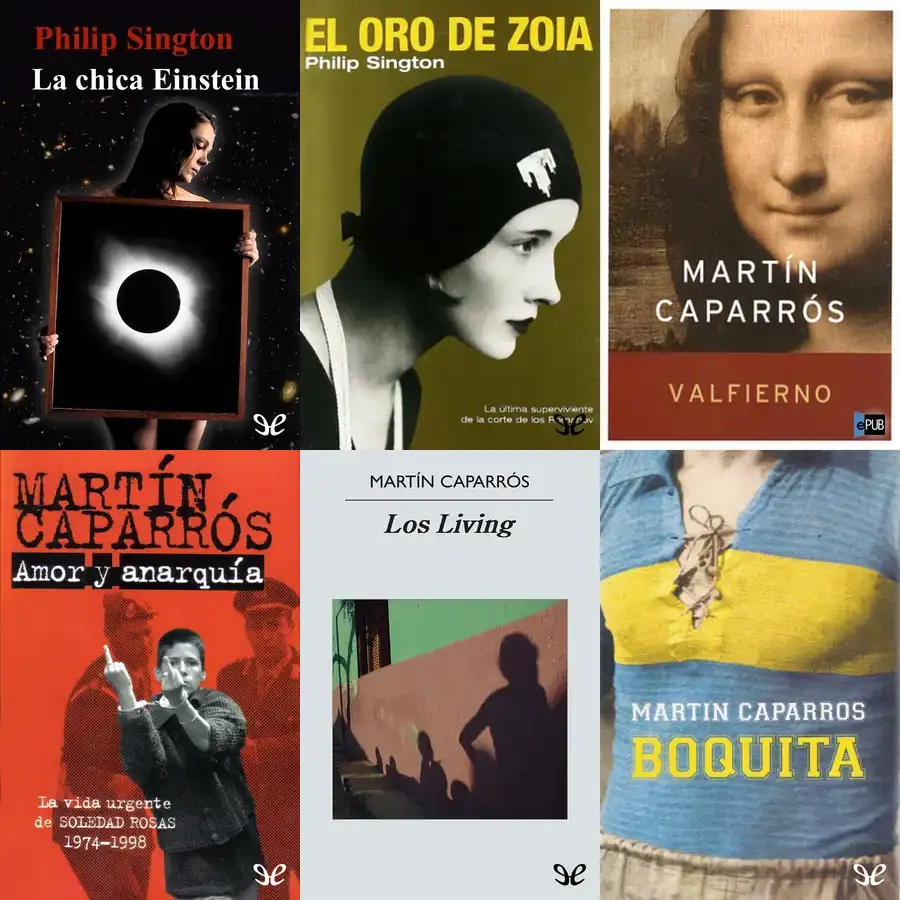 Philip Sington
La chica Einstein
EL ORO DE ZOIA
Philip Sington
La última superviviente
de la corte de los Romanov
MARTÍN
CAPARRÓS
VALFIERNO
ePUB
MARTÍN
CAPARRÓS
Amor y anarquía
La vida urgente
de SOLEDAD ROSAS
1974–1998
MARTÍN CAPARRÓS
Los Living
MARTIN CAPARROS
BOQUITA